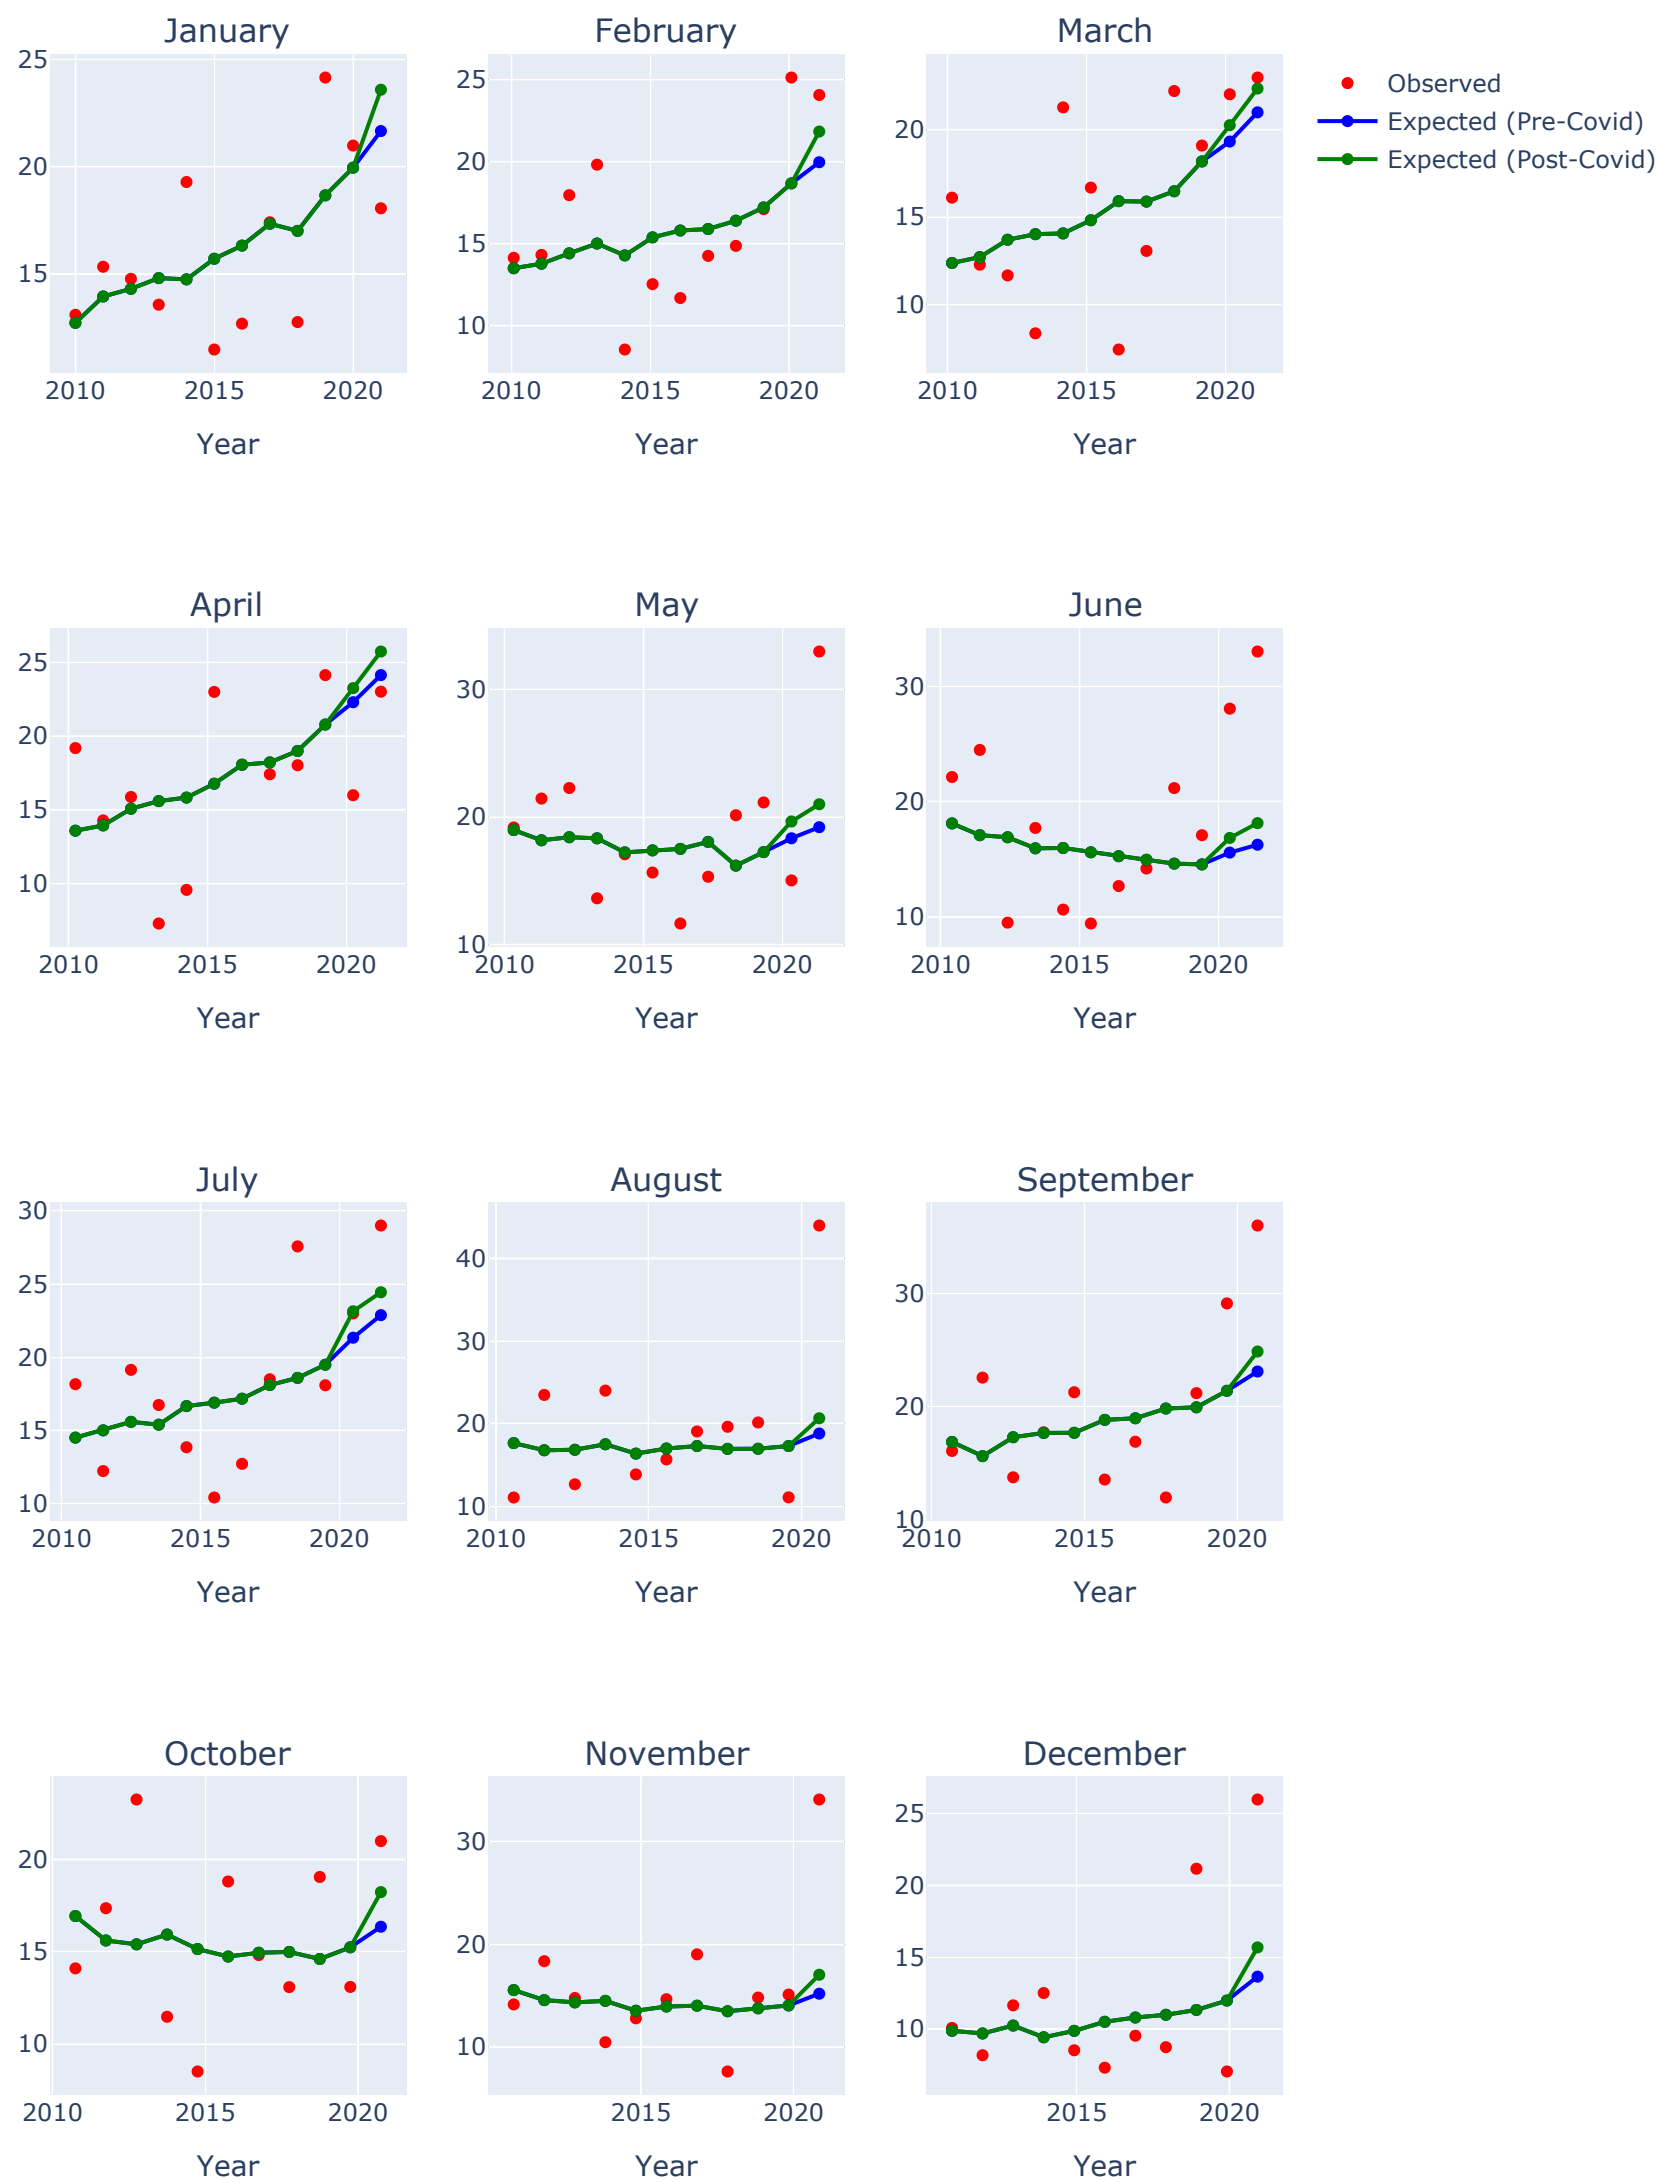 January
February
March
25
20
15
2010
2015
2020
Year
25
20
15
10
2010
2015
2020
Year
20
15
10
2010
2015
2020
Year
Observed
Expected (Pre-Covid)
Expected (Post-Covid)
April
May
June
25
20
15
10
2010
2015
2020
Year
30
20
10
2010
2015
2020
Year
30
20
10
2010
2015
2020
Year
July
August
September
30
25
20
15
10
2010
2015
2020
Year
40
30
20
10
2010
2015
2020
Year
30
20
10
2010
2015
2020
Year
October
November
December
20
15
10
2010
2015
2020
Year
30
20
10
2015
2020
Year
25
20
15
10
2015
2020
Year